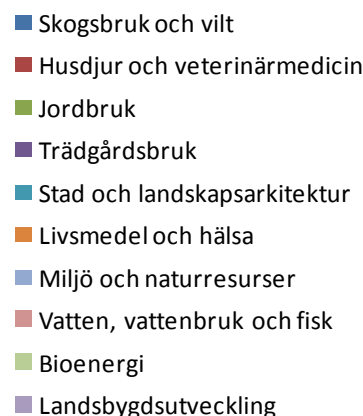 Skogsbruk och vilt
Husdjur och veterinärmedicin
Jordbruk
Trädgårdsbruk
Stad och landskapsarkitektur
Livsmedel och hälsa
Miljö och naturresurser
Vatten, vattenbruk och fisk
Bioenergi
Landsbygdsutveckling